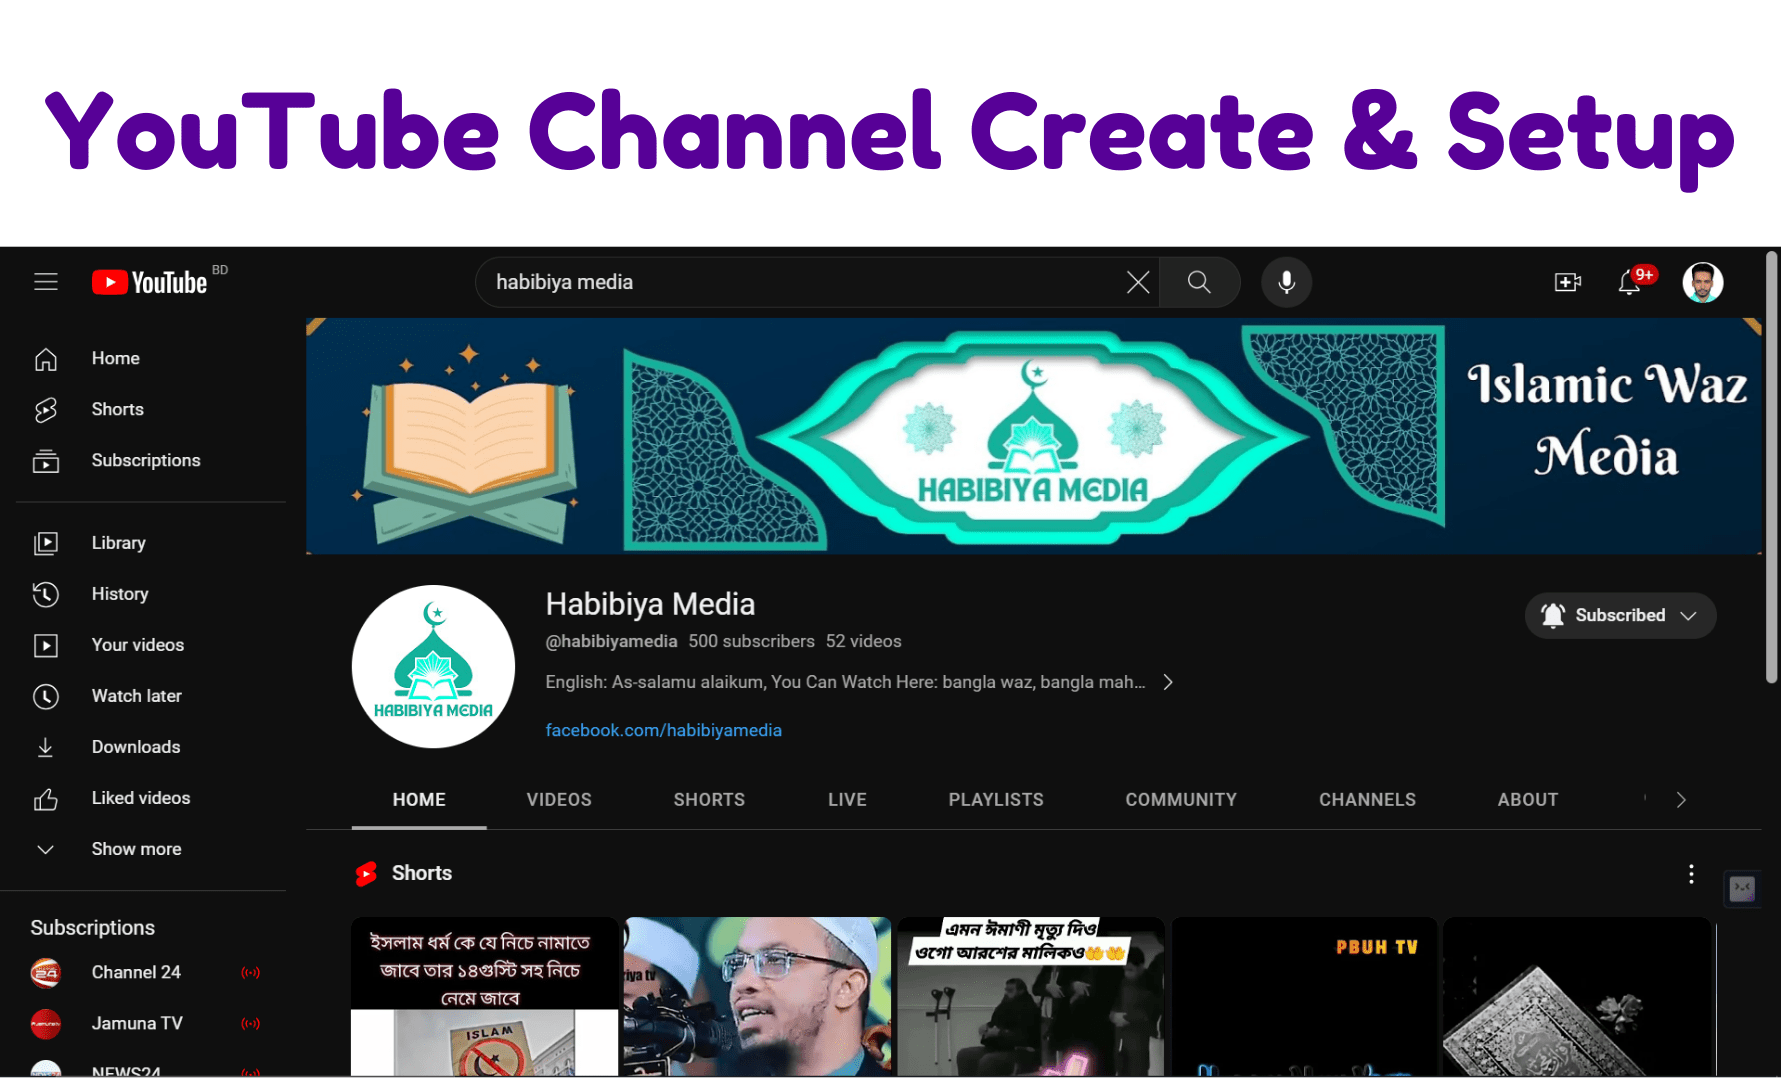 YouTube Channel Create & Setup
YouTube BD
habibiya media
9+
Home
Shorts
Subscriptions
Library
History
Your videos
Watch later
Downloads
Liked videos
Show more
Subscriptions
Channel 24
Jamuna TV
NEWS24
HABIBIYA MEDIA
Islamic Waz
Media
HABIBIYA MEDIA
Habibiya Media
@habibiyamedia 500 subscribers 52 videos
English: As-salamu alaikum, You Can Watch Here: bangla waz, bangla mah...
facebook.com/habibiyamedia
Subscribed
HOME VIDEOS SHORTS LIVE PLAYLISTS COMMUNITY CHANNELS ABOUT
Shorts
ইসলাম ধর্ম কে যে নিচে নামাতে
জাবে তার ১৪গুস্টি সহ নিচে
নেমে জাবে
ISLAM
riya tv
এমন ঈমাণী মৃত্যু দিও
ওগো আরশের মালিকও🤲🤲
PBUH TV